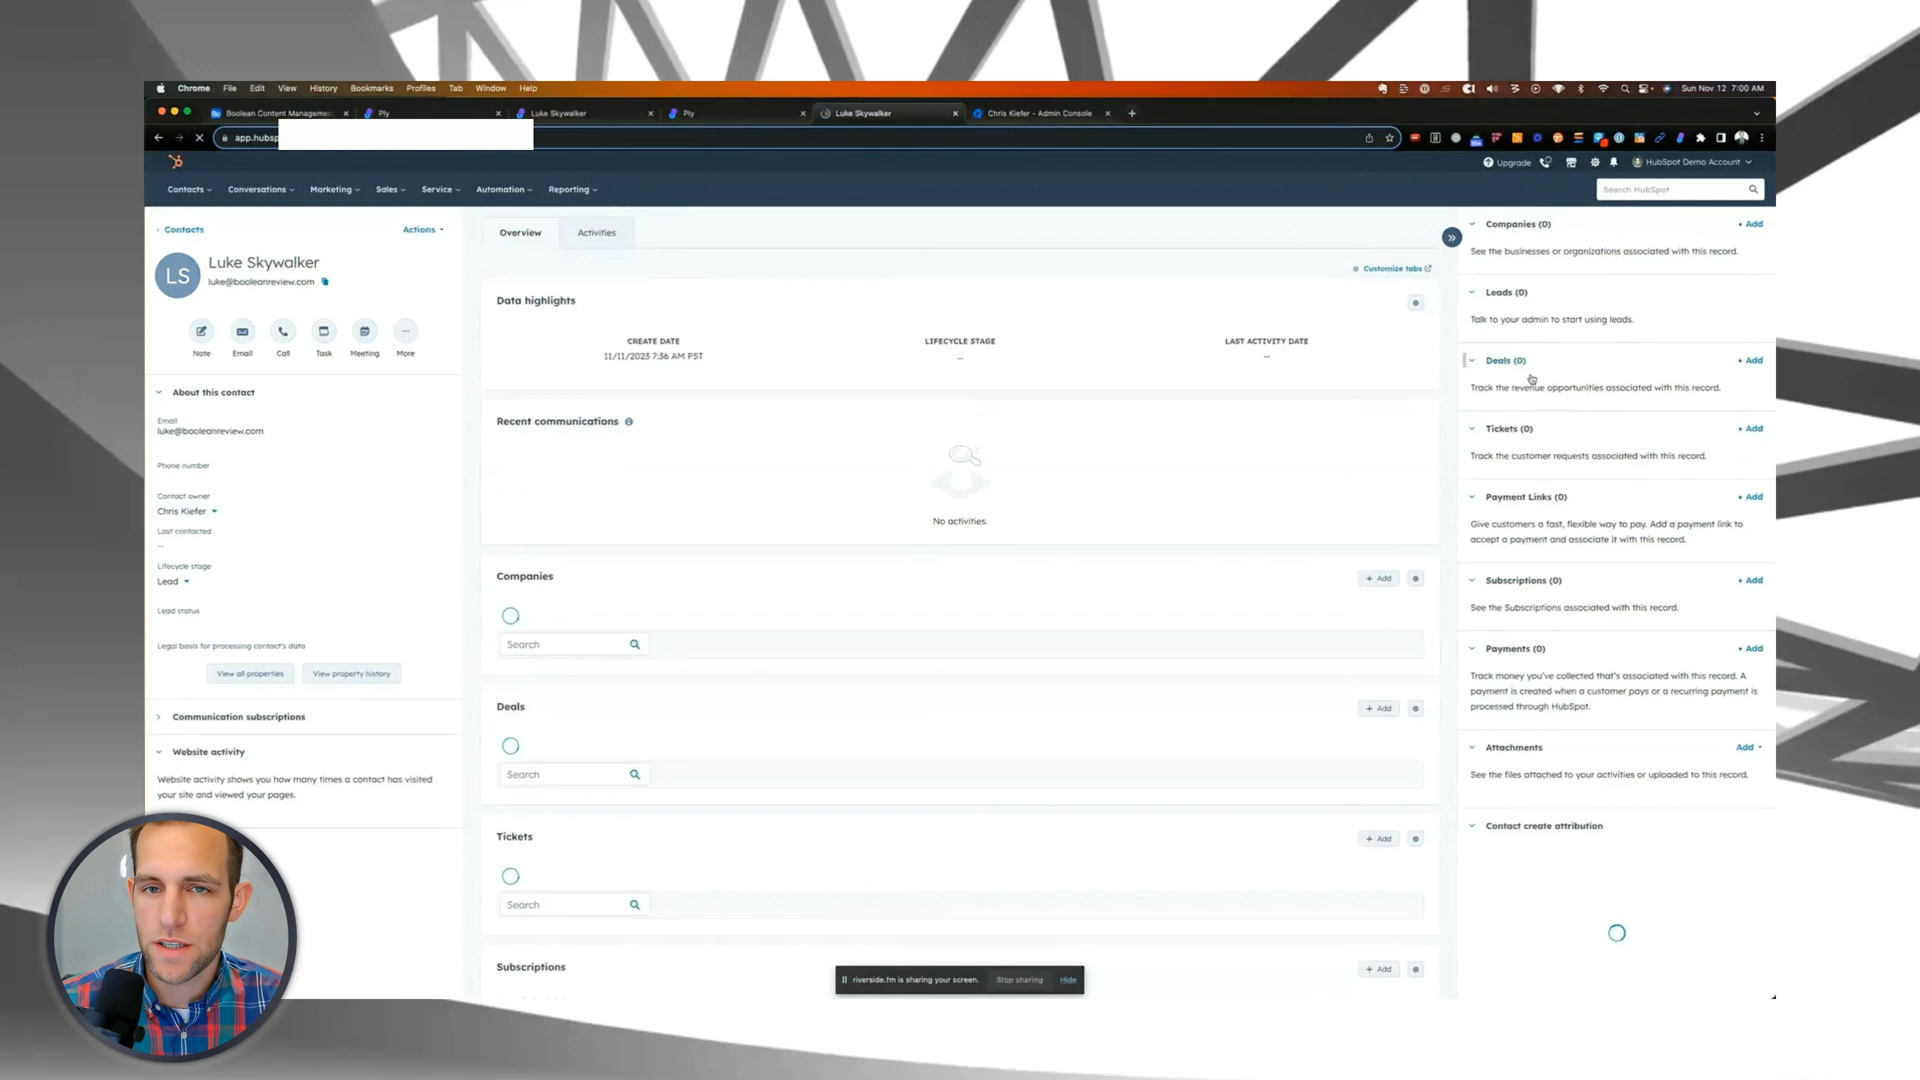 Chrome File Edit View History Bookmarks Profiles Tab Window Help
Sun Nov 12 7:00 AM
Boolean Content Managemen
Ply
Luke Skywalker
Ply
Luke Skywalker
Chris Kiefer - Admin Console
app.hubsp
Upgrade
HubSpot Demo Account
Contacts
Conversations
Marketing
Sales
Service
Automation
Reporting
Search HubSpot
Contacts
Actions
LS
Luke Skywalker
luke@booleanreview.com
Note
Email
Call
Task
Meeting
More
About this contact
Email
luke@booleanreview.com
Phone number
Contact owner
Chris Kiefer
Last contacted
--
Lifecycle stage
Lead
Lead status
Legal basis for processing contact's data
View all properties
View property history
Communication subscriptions
Website activity
Website activity shows you how many times a contact has visited
your site and viewed your pages.
Overview
Activities
Customize tabs
Data highlights
CREATE DATE
11/11/2023 7:36 AM PST
LIFECYCLE STAGE
--
LAST ACTIVITY DATE
--
Recent communications
No activities.
Companies
+ Add
Search
Deals
+ Add
Search
Tickets
+ Add
Search
Subscriptions
+ Add
riverside.fm is sharing your screen.
Stop sharing
Hide
Companies (0)
+ Add
See the businesses or organizations associated with this record.
Leads (0)
Talk to your admin to start using leads.
Deals (0)
+ Add
Track the revenue opportunities associated with this record.
Tickets (0)
+ Add
Track the customer requests associated with this record.
Payment Links (0)
+ Add
Give customers a fast, flexible way to pay. Add a payment link to
accept a payment and associate it with this record.
Subscriptions (0)
+ Add
See the Subscriptions associated with this record.
Payments (0)
+ Add
Track money you've collected that's associated with this record. A
payment is created when a customer pays or a recurring payment is
processed through HubSpot.
Attachments
Add
See the files attached to your activities or uploaded to this record.
Contact create attribution